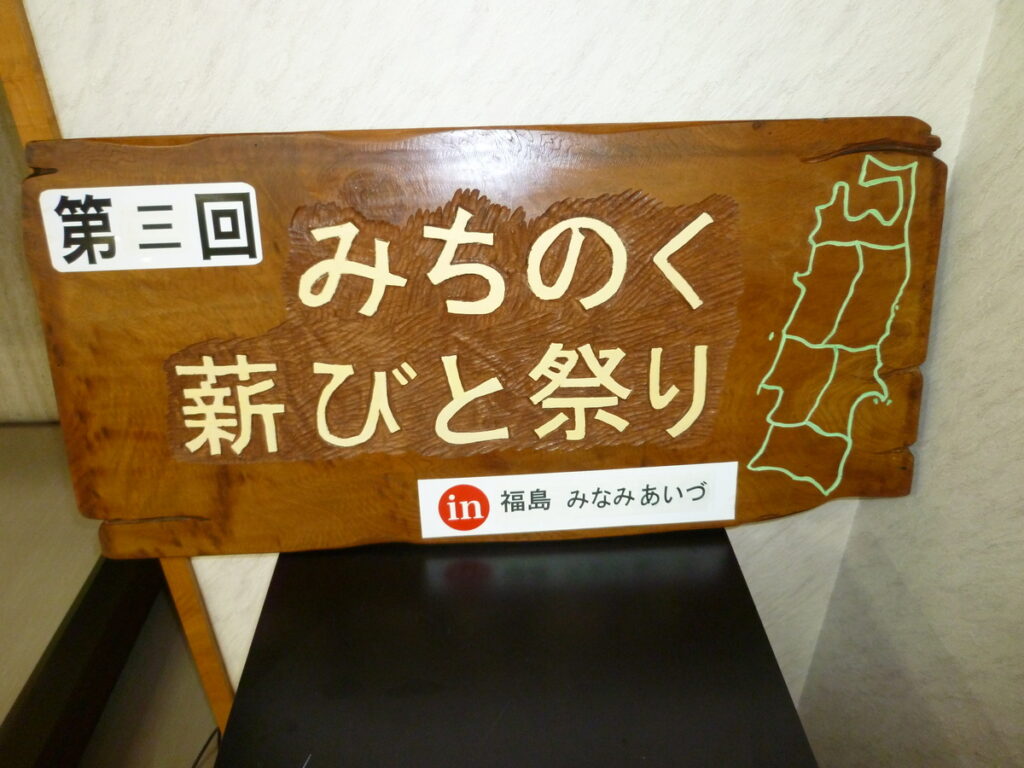 第三回
みちのく
薪びと祭り
in 福島 みなみあいづ